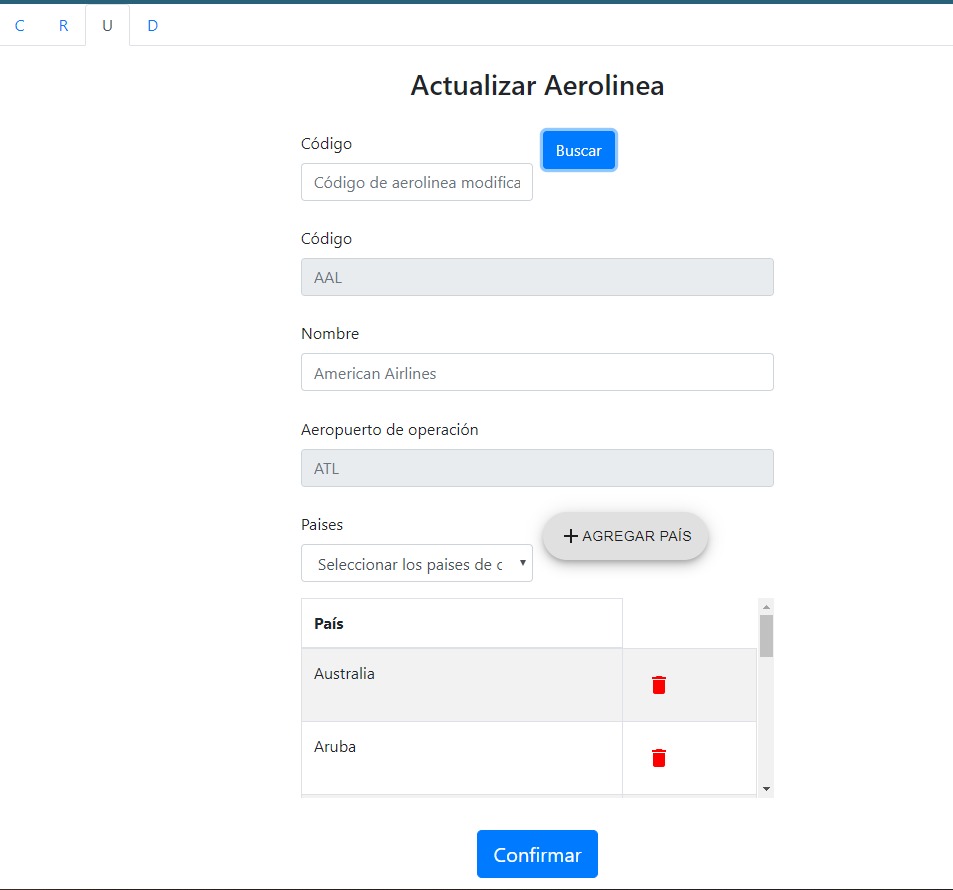 C R U D
Actualizar Aerolinea
Código
Buscar
Código de aerolinea modifica
Código
AAL
Nombre
American Airlines
Aeropuerto de operación
ATL
Paises
+ AGREGAR PAÍS
Seleccionar los paises de c
País
Australia
Aruba
Confirmar